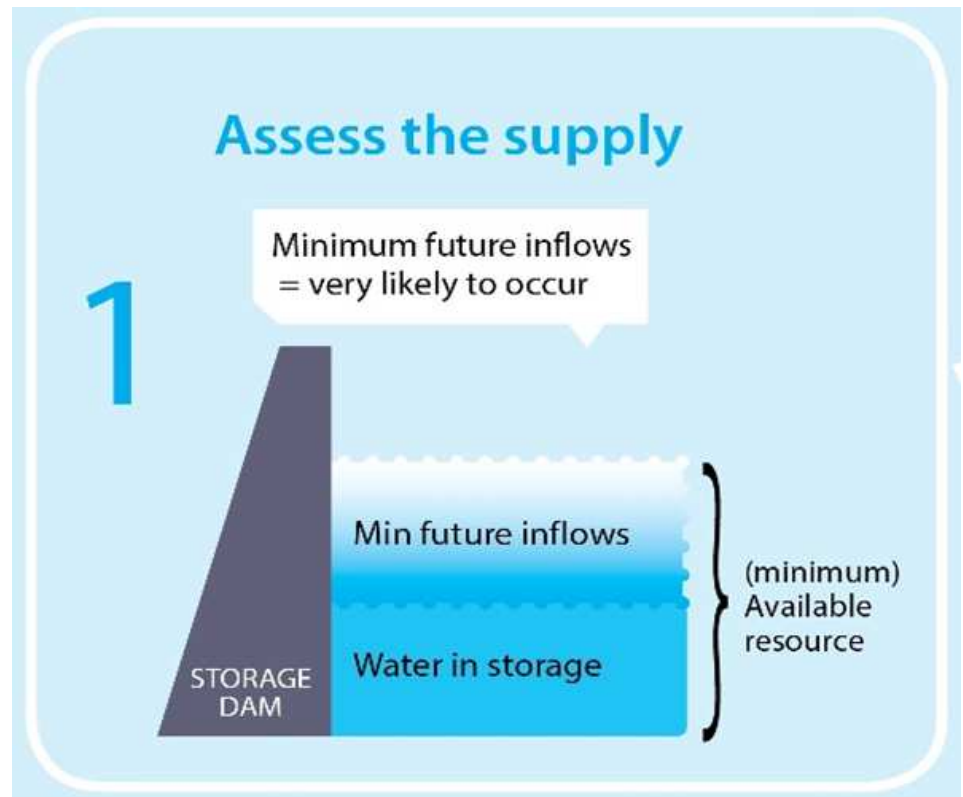 Assess the supply
1
Minimum future inflows
= very likely to occur
Min future inflows
Water in storage
STORAGE
DAM
(minimum)
Available
resource